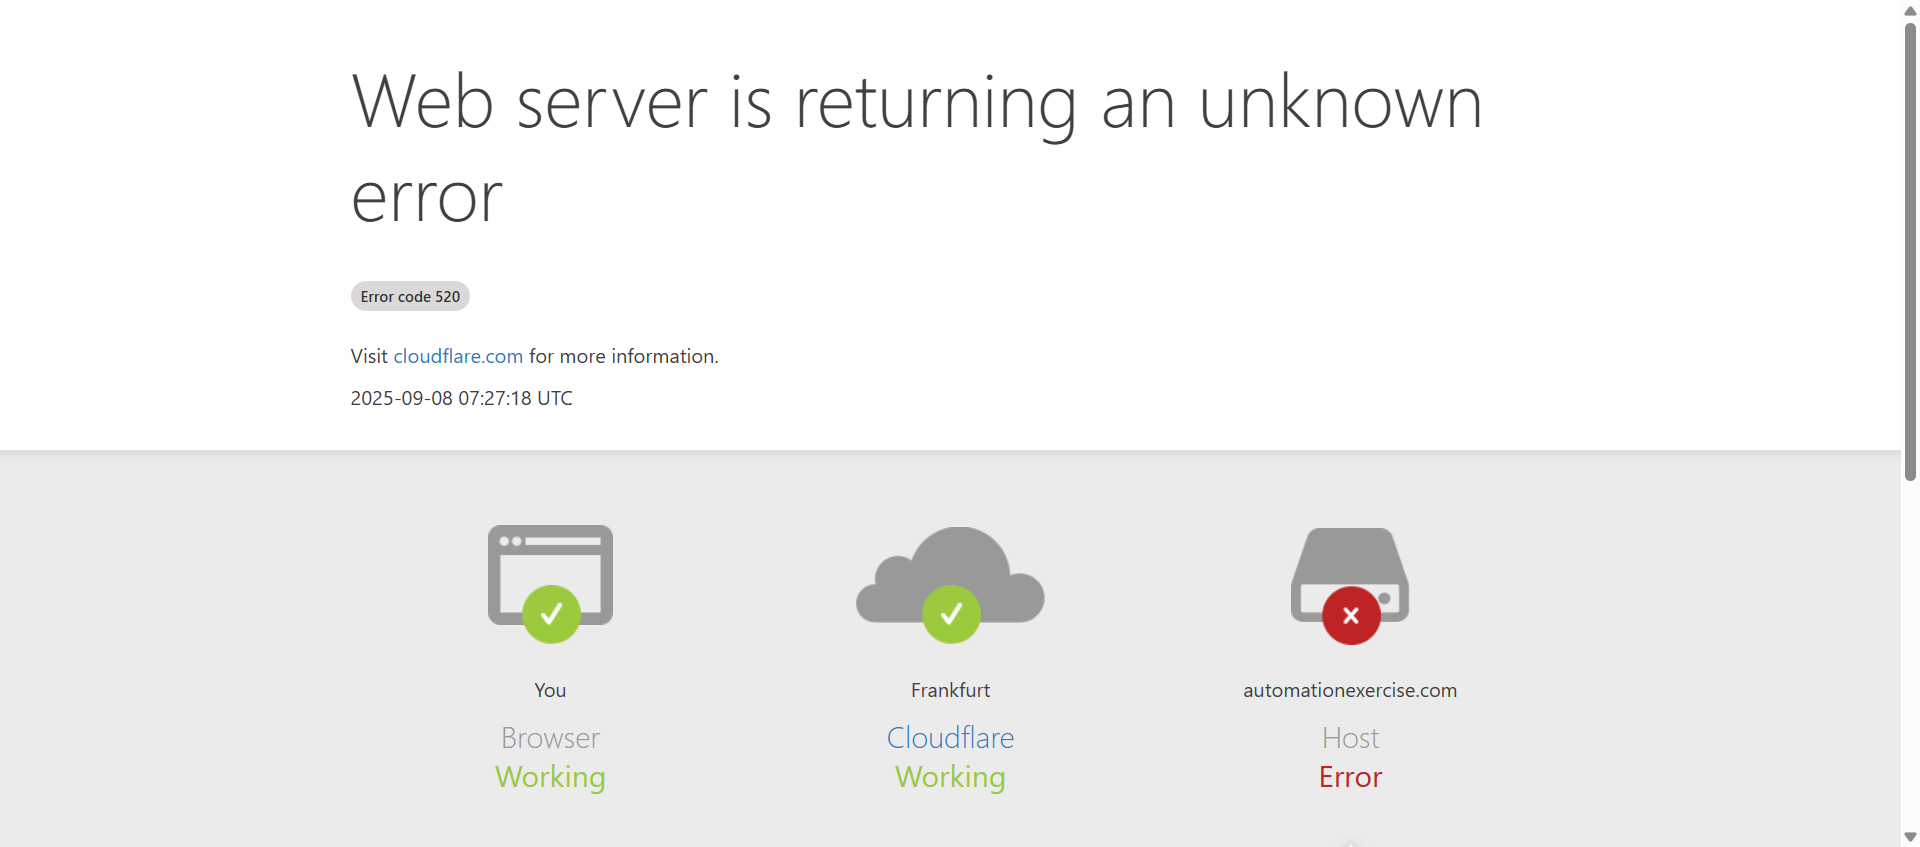 Web server is returning an unknown
error
Error code 520
Visit cloudflare.com for more information.
2025-09-08 07:27:18 UTC
You
Browser
Working
Frankfurt
Cloudflare
Working
automationexercise.com
Host
Error